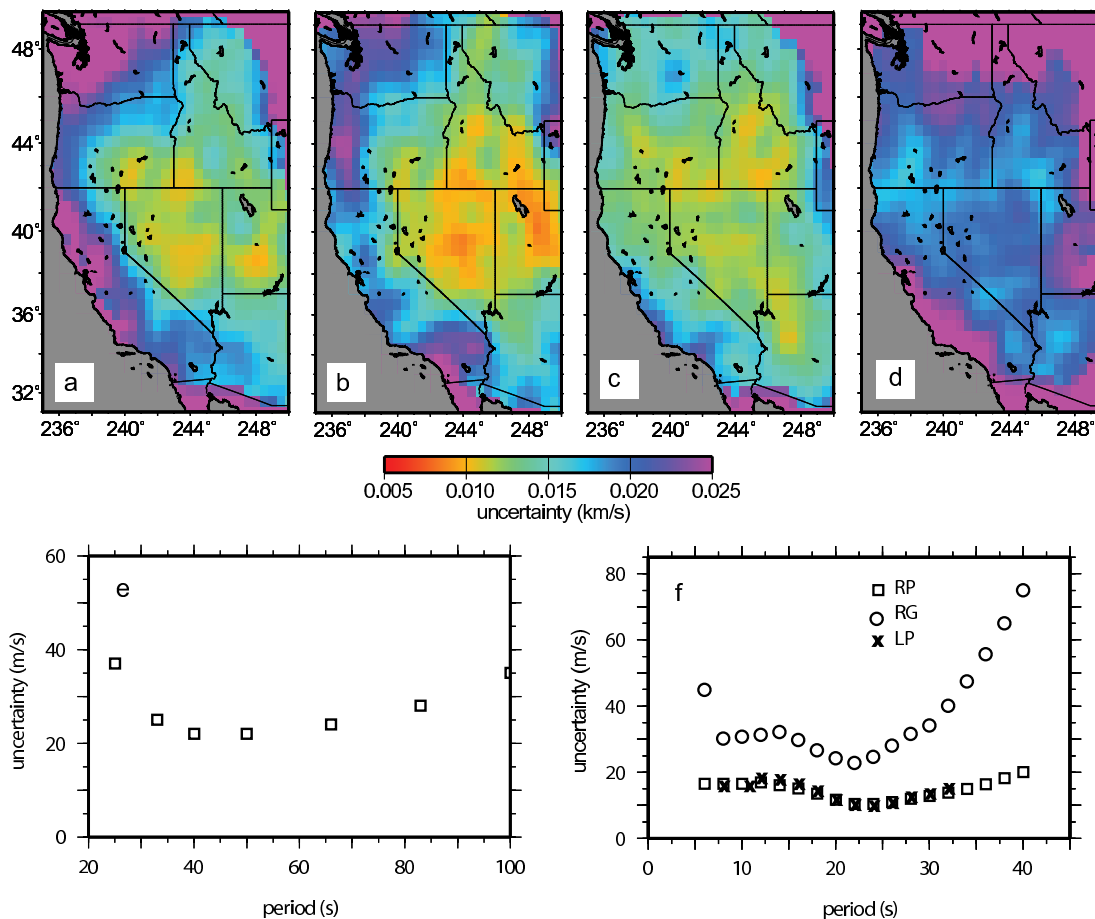 48°
44°
40°
36°
32°
a
b
c
d
236° 240° 244° 248°
236° 240° 244° 248°
236° 240° 244° 248°
236° 240° 244° 248°
0.005 0.010 0.015 0.020 0.025
uncertainty (km/s)
60
40
20
0
e
uncertainty (m/s)
20 40 60 80 100
period (s)
80
60
40
20
0
f
RP
RG
LP
uncertainty (m/s)
0 10 20 30 40
period (s)